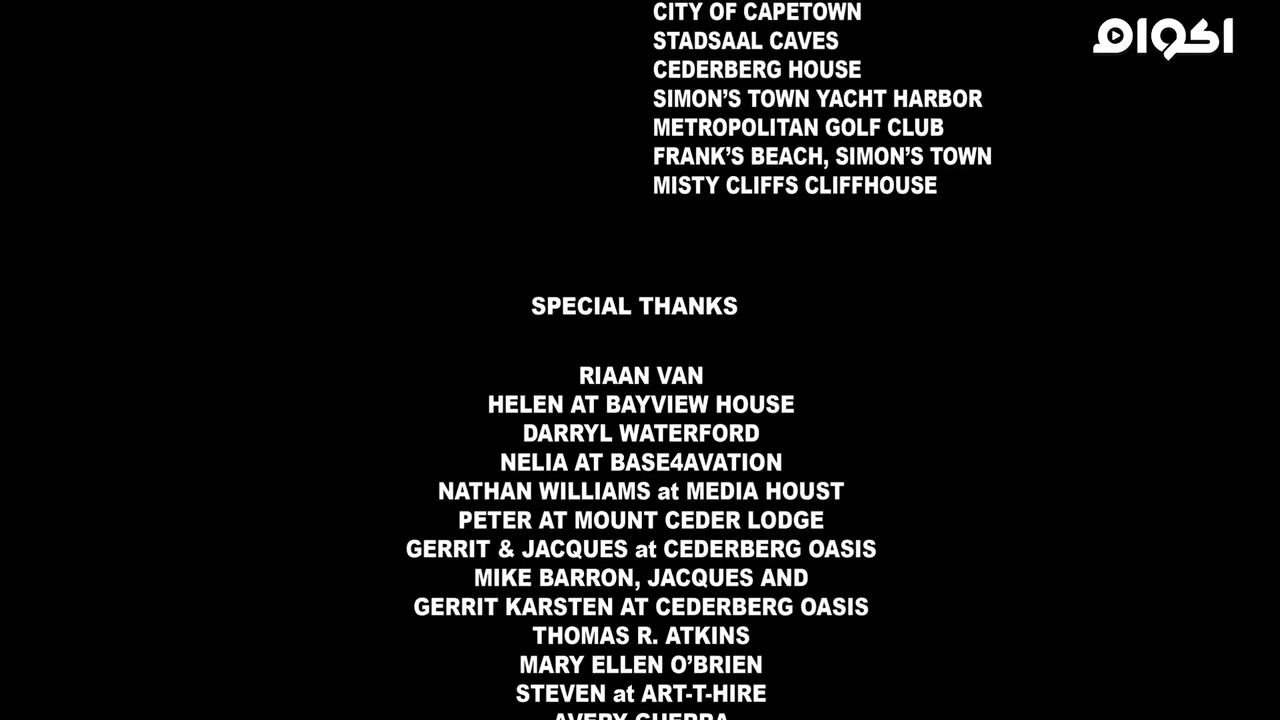 CITY OF CAPETOWN
اكوام
STADSAAL CAVES
CEDERBERG HOUSE
SIMON'S TOWN YACHT HARBOR
METROPOLITAN GOLF CLUB
FRANK'S BEACH, SIMON'S TOWN
MISTY CLIFFS CLIFFHOUSE
SPECIAL THANKS
RIAAN VAN
HELEN AT BAYVIEW HOUSE
DARRYL WATERFORD
NELIA AT BASE4AVATION
NATHAN WILLIAMS at MEDIA HOUST
PETER AT MOUNT CEDER LODGE
GERRIT & JACQUES at CEDERBERG OASIS
MIKE BARRON, JACQUES AND
GERRIT KARSTEN AT CEDERBERG OASIS
THOMAS R. ATKINS
MARY ELLEN O'BRIEN
STEVEN at ART-T-HIRE
AVERY GUERRA